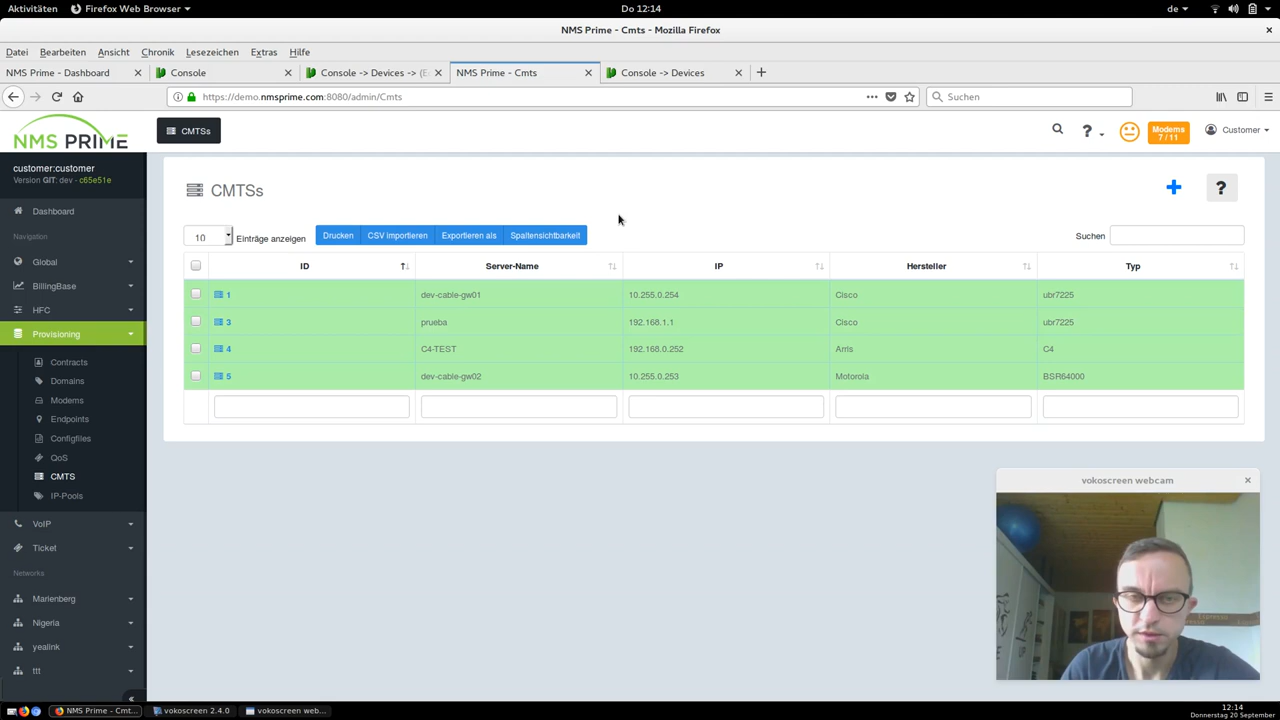 Aktivitäten Firefox Web Browser Do 12:14 de
NMS Prime - Cmts - Mozilla Firefox
Datei Bearbeiten Ansicht Chronik Lesezeichen Extras Hilfe
NMS Prime - Dashboard Console Console -> Devices -> (E NMS Prime - Cmts Console -> Devices
https://demo.nmsprime.com:8080/admin/Cmts Suchen
NMS PRIME CMTSs ? Modems 7 / 11 Customer
customer:customer
Version GIT: dev - c65e51e
CMTSs ?
Dashboard
Navigation
10 Einträge anzeigen Drucken CSV importieren Exportieren als Spaltensichtbarkeit Suchen
Global
ID Server-Name IP Hersteller Typ
BillingBase
1 dev-cable-gw01 10.255.0.254 Cisco ubr7225
HFC
3 prueba 192.168.1.1 Cisco ubr7225
Provisioning
4 C4-TEST 192.168.0.252 Arris C4
Contracts
5 dev-cable-gw02 10.255.0.253 Motorola BSR64000
Domains
Modems
Endpoints
Configfiles
QoS
CMTS
IP-Pools
vokoscreen webcam
VoIP
Ticket
Networks
Marienberg
Nigeria
yealink
ttt
NMS Prime - Cmt... vokoscreen 2.4.0 vokoscreen web... 12:14
Donnerstag 20 September